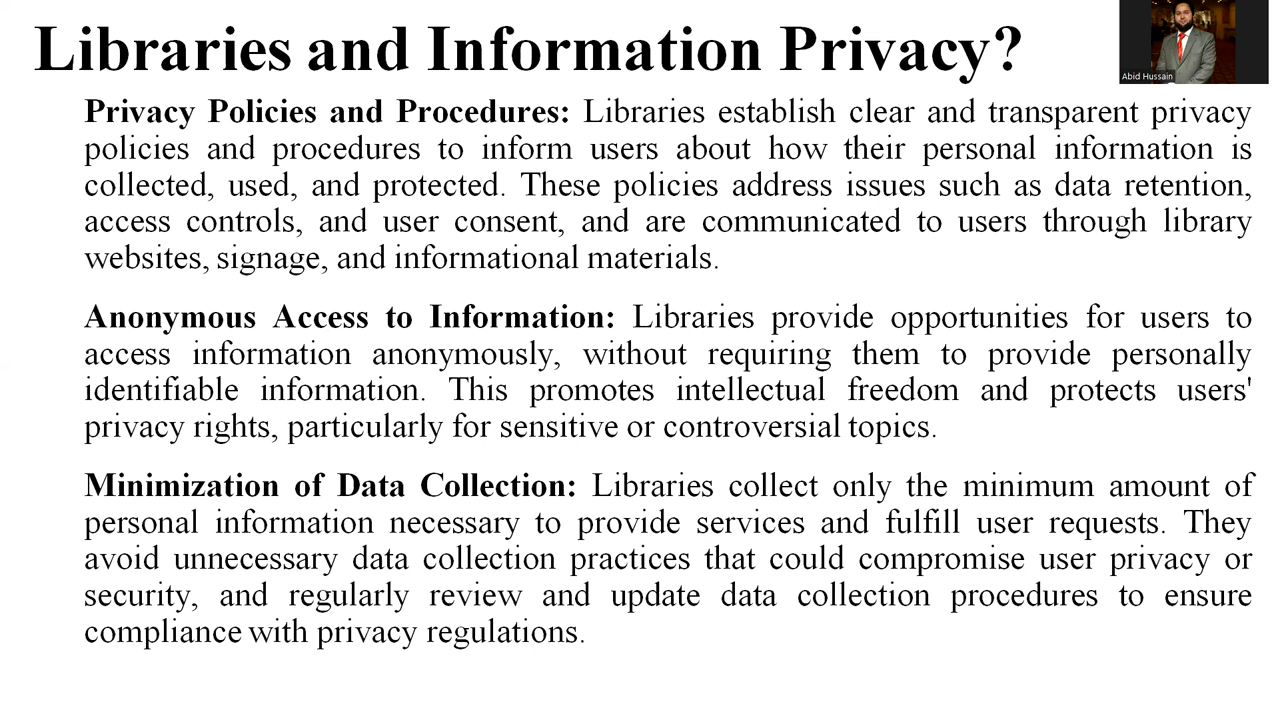 Libraries and Information Privacy?
Abid Hussain
Privacy Policies and Procedures: Libraries establish clear and transparent privacy
policies and procedures to inform users about how their personal information is
collected, used, and protected. These policies address issues such as data retention,
access controls, and user consent, and are communicated to users through library
websites, signage, and informational materials.
Anonymous Access to Information: Libraries provide opportunities for users to
access information anonymously, without requiring them to provide personally
identifiable information. This promotes intellectual freedom and protects users'
privacy rights, particularly for sensitive or controversial topics.
Minimization of Data Collection: Libraries collect only the minimum amount of
personal information necessary to provide services and fulfill user requests. They
avoid unnecessary data collection practices that could compromise user privacy or
security, and regularly review and update data collection procedures to ensure
compliance with privacy regulations.